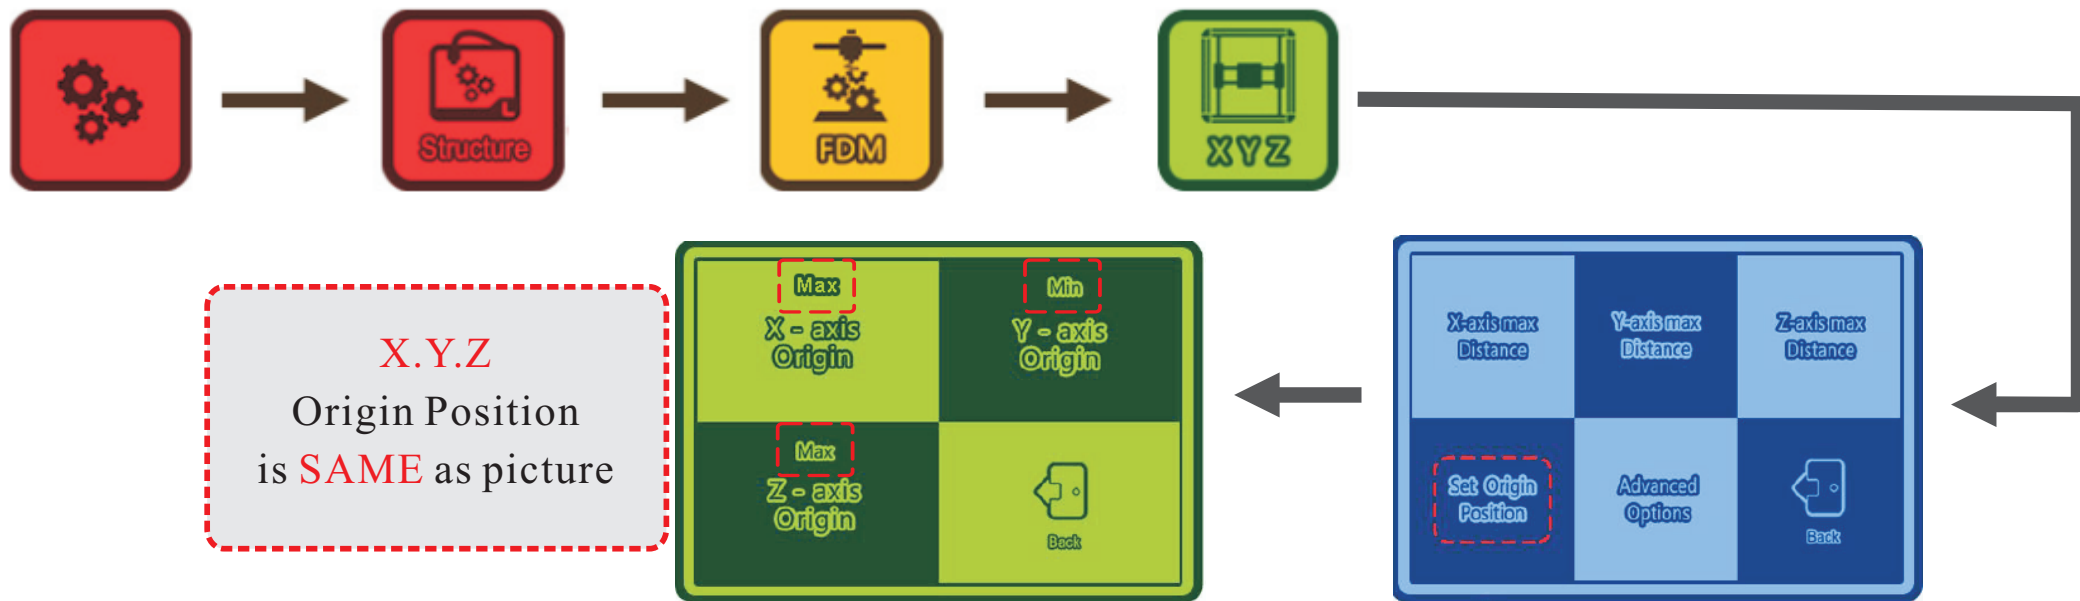 Structure
FDM
XYZ
X-axis max
Distance
Y-axis max
Distance
Z-axis max
Distance
Set Origin
Position
Advanced
Options
Back
Max
X - axis
Origin
Min
Y - axis
Origin
Max
Z - axis
Origin
Back
X.Y.Z
Origin Position
is SAME as picture